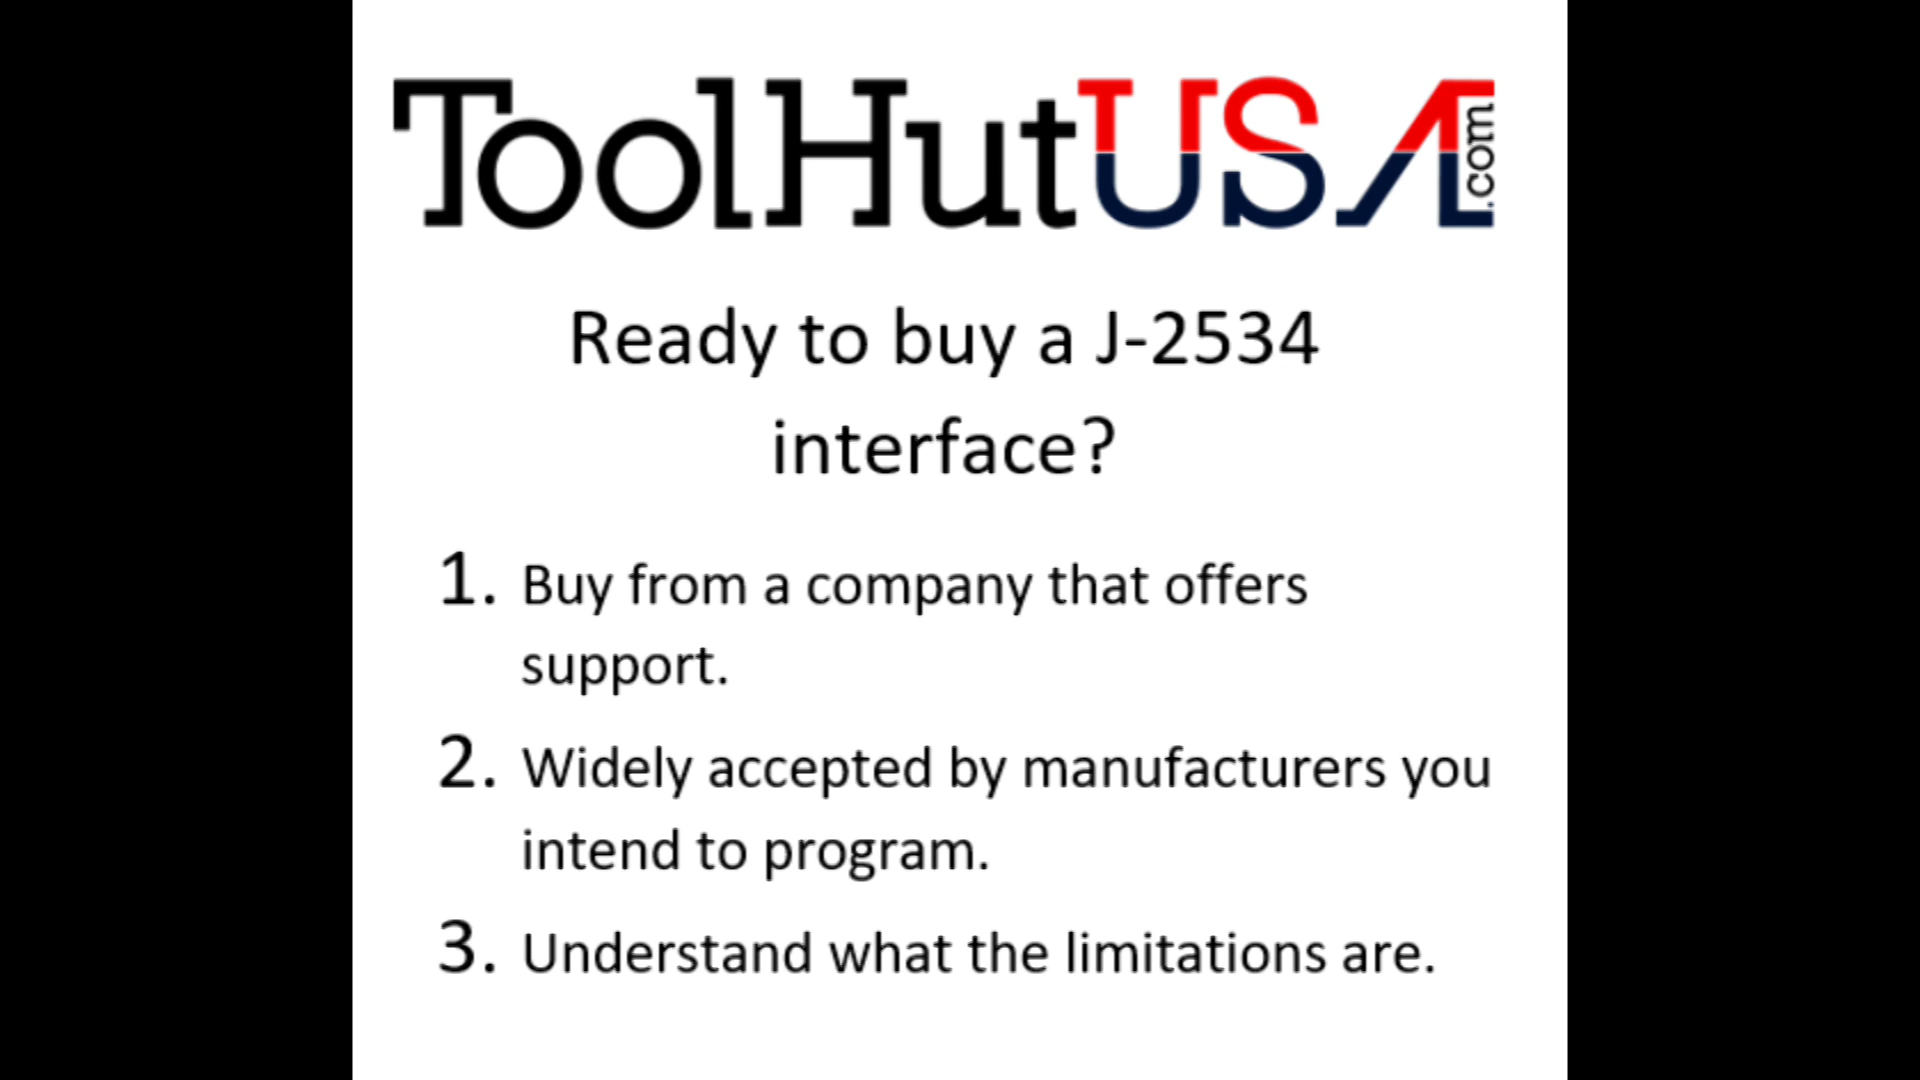 ToolHutUSA.com
Ready to buy a J-2534
interface?
1. Buy from a company that offers
support.
2. Widely accepted by manufacturers you
intend to program.
3. Understand what the limitations are.